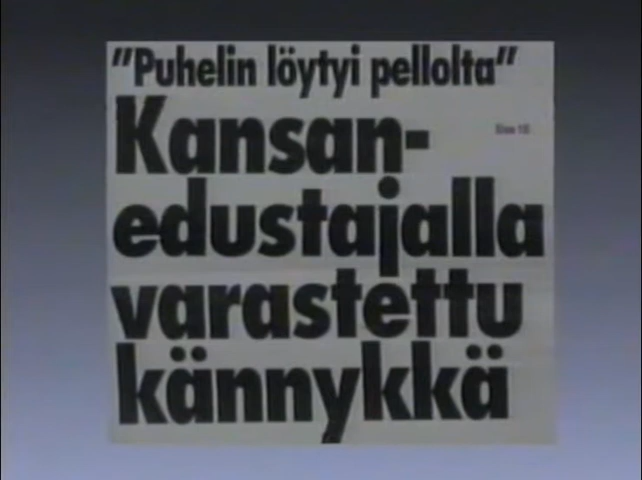 "Puhelin löytyi pellolta"
Kansan-
edustajalla
varastettu
kännykkä